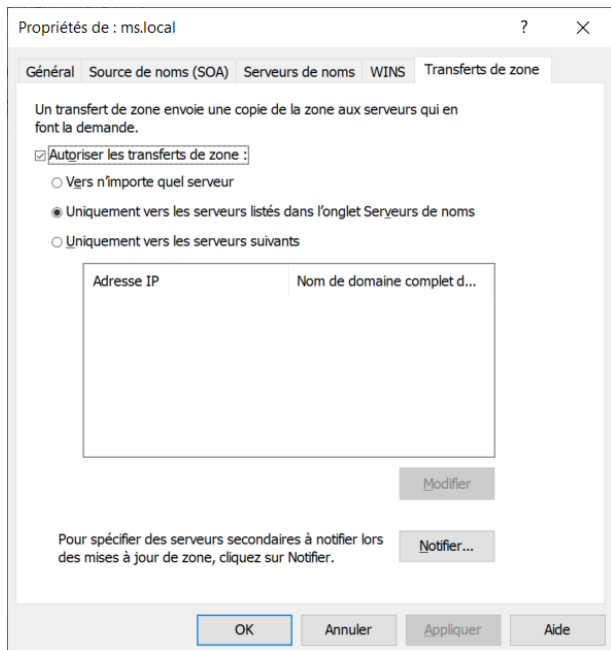 Propriétés de : ms.local ? ×
Général Source de noms (SOA) Serveurs de noms WINS Transferts de zone
Un transfert de zone envoie une copie de la zone aux serveurs qui en
font la demande.
Autoriser les transferts de zone :
Vers n'importe quel serveur
Uniquement vers les serveurs listés dans l'onglet Serveurs de noms
Uniquement vers les serveurs suivants
Adresse IP Nom de domaine complet d...
Modifier
Pour spécifier des serveurs secondaires à notifier lors
des mises à jour de zone, cliquez sur Notifier.
Notifier...
OK Annuler Appliquer Aide